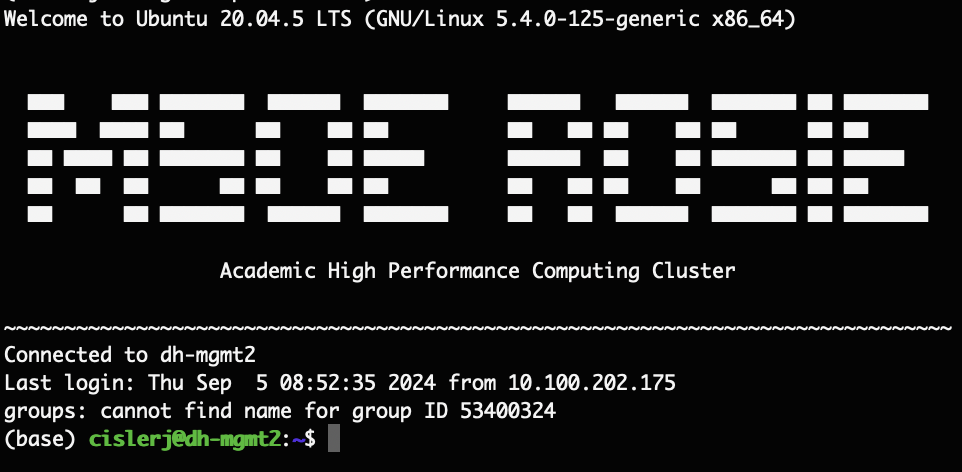 Welcome to Ubuntu 20.04.5 LTS (GNU/Linux 5.4.0-125-generic x86_64)
MSOE ROSIE
Academic High Performance Computing Cluster
~~~~~~~~~~~~~~~~~~~~~~~~~~~~~~~~~~~~~~~~~~~~~~~~~~~~~~~~~~~~~~~~~~~~~~~~~~~~~~~
Connected to dh-mgmt2
Last login: Thu Sep  5 08:52:35 2024 from 10.100.202.175
groups: cannot find name for group ID 53400324
(base) cislerj@dh-mgmt2:~$